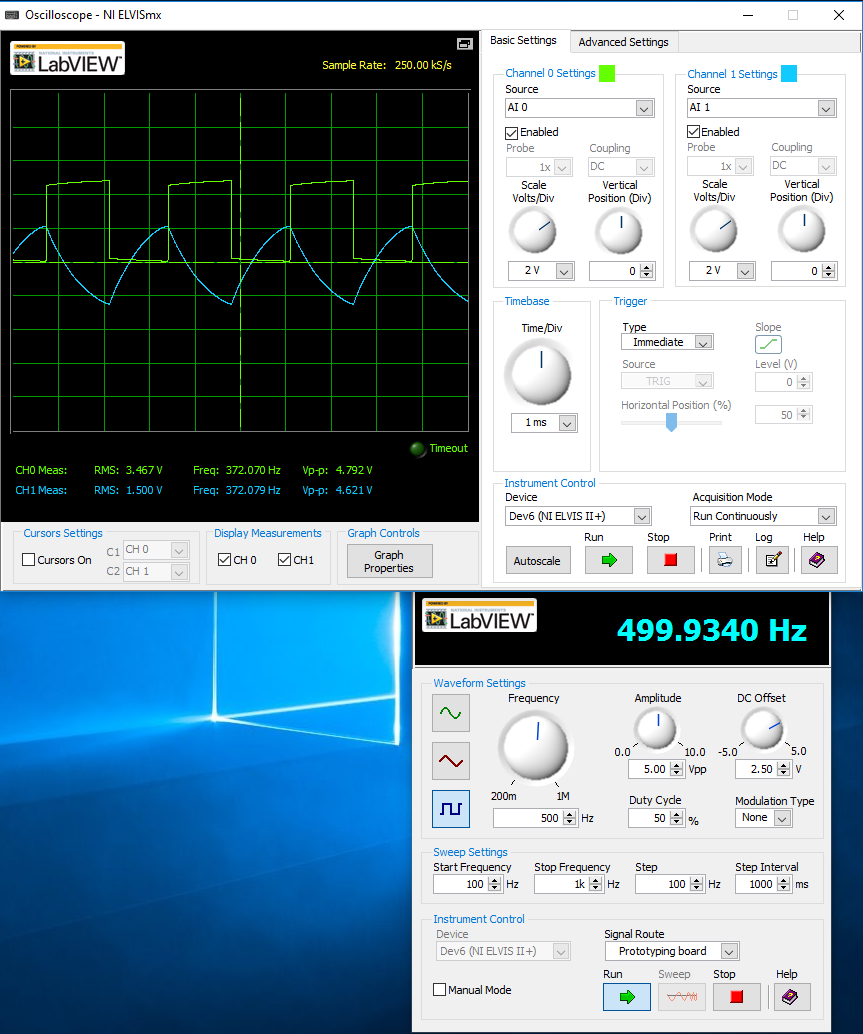 Oscilloscope - NI ELVISmx
POWERED BY
NATIONAL INSTRUMENTS
LabVIEW™
Sample Rate: 250.00 kS/s
Timeout
CH0 Meas: RMS: 3.467 V Freq: 372.070 Hz Vp-p: 4.792 V
CH1 Meas: RMS: 1.500 V Freq: 372.079 Hz Vp-p: 4.621 V
Basic Settings Advanced Settings
Channel 0 Settings
Source
AI 0
Enabled
Probe Coupling
1x DC
Scale Vertical
Volts/Div Position (Div)
2 V 0
Channel 1 Settings
Source
AI 1
Enabled
Probe Coupling
1x DC
Scale Vertical
Volts/Div Position (Div)
2 V 0
Timebase
Time/Div
1 ms
Trigger
Type Slope
Immediate
Source Level (V)
TRIG 0
Horizontal Position (%)
50
Instrument Control
Device Acquisition Mode
Dev6 (NI ELVIS II+) Run Continuously
Run Stop Print Log Help
Autoscale
Cursors Settings
Cursors On
C1 CH 0
C2 CH 1
Display Measurements
CH 0 CH1
Graph Controls
Graph
Properties
POWERED BY
NATIONAL INSTRUMENTS
LabVIEW™
499.9340 Hz
Waveform Settings
Frequency Amplitude DC Offset
0.0 10.0 -5.0 5.0
5.00 Vpp 2.50 V
200m 1M
500 Hz
Duty Cycle Modulation Type
50 % None
Sweep Settings
Start Frequency Stop Frequency Step Step Interval
100 Hz 1k Hz 100 Hz 1000 ms
Instrument Control
Device Signal Route
Dev6 (NI ELVIS II+) Prototyping board
Run Sweep Stop Help
Manual Mode